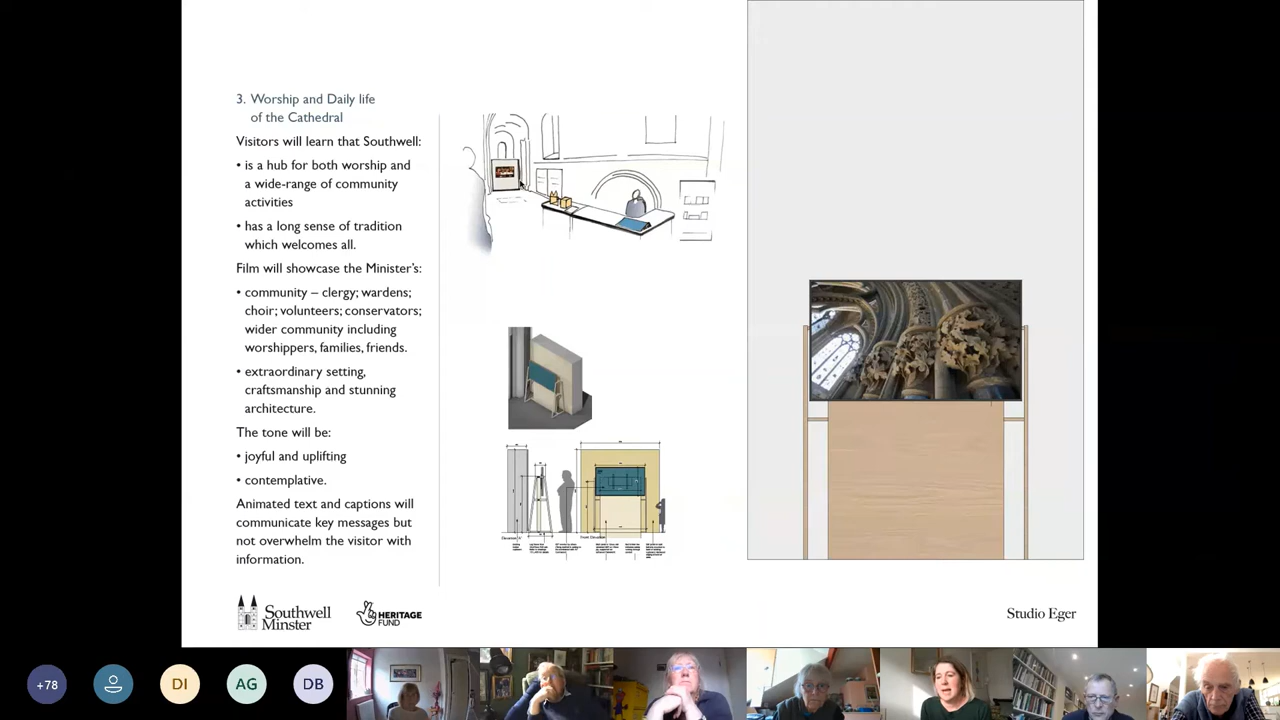 3. Worship and Daily life
of the Cathedral
Visitors will learn that Southwell:
• is a hub for both worship and
a wide-range of community
activities
• has a long sense of tradition
which welcomes all.
Film will showcase the Minister’s:
• community – clergy; wardens;
choir; volunteers; conservators;
wider community including
worshippers, families, friends.
• extraordinary setting,
craftsmanship and stunning
architecture.
The tone will be:
• joyful and uplifting
• contemplative.
Animated text and captions will
communicate key messages but
not overwhelm the visitor with
information.
Southwell
Minster
HERITAGE
FUND
Studio Eger
+78
DI
AG
DB